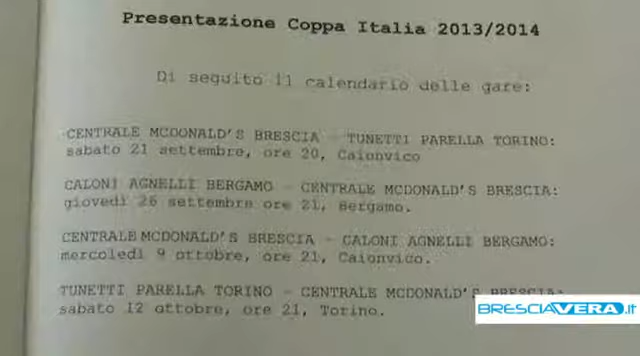 Presentazione Coppa Italia 2013/2014
Di seguito il calendario delle gare:
CENTRALE MCDONALD'S BRESCIA - TUNETTI PARELLA TORINO:
sabato 21 settembre, ore 20, Caionvico
CALONI AGNELLI BERGAMO - CENTRALE MCDONALD'S BRESCIA:
giovedì 26 settembre ore 21, Bergamo.
CENTRALE MCDONALD'S BRESCIA - CALONI AGNELLI BERGAMO:
mercoledì 9 ottobre, ore 21, Caionvico.
TUNETTI PARELLA TORINO - CENTRALE MCDONALD'S BRESCIA:
sabato 12 ottobre, ore 21, Torino.
BRESCIAVERA.it